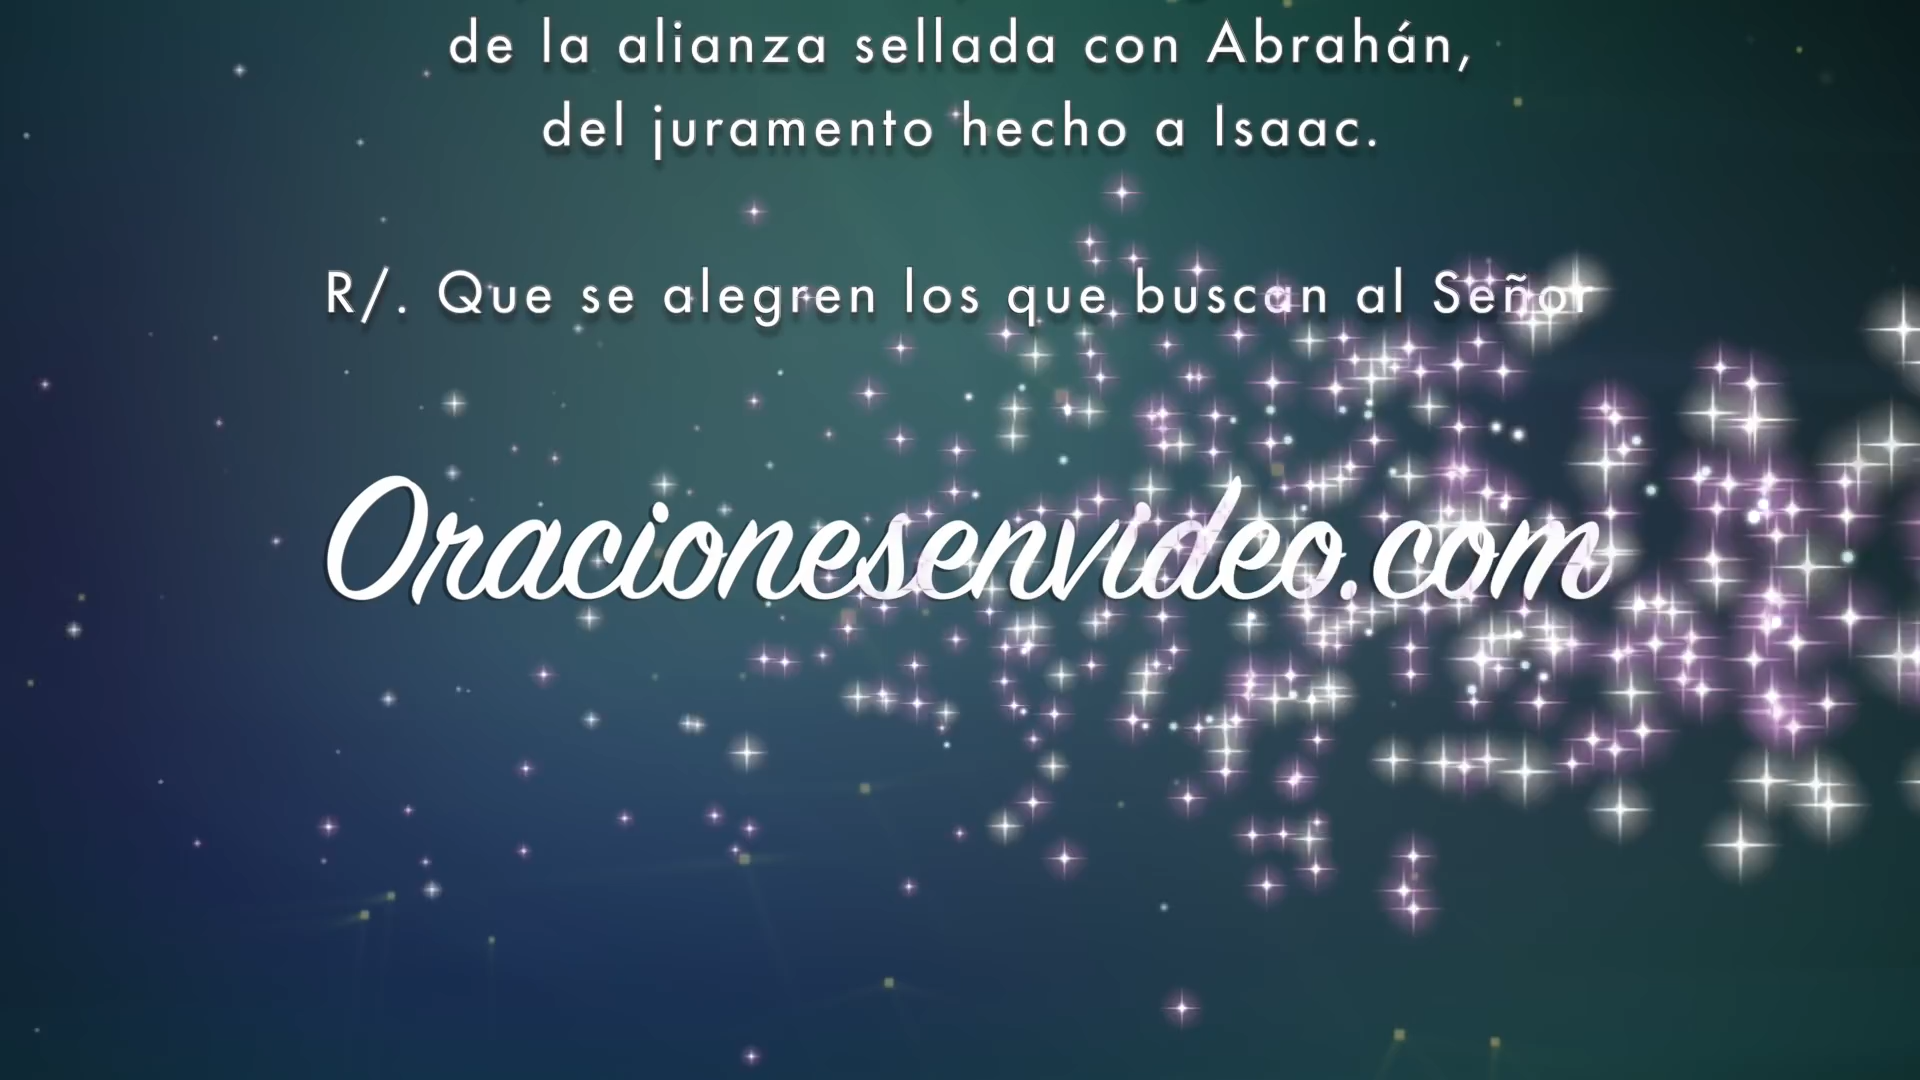 de la alianza sellada con Abrahán,
del juramento hecho a Isaac.
R/. Que se alegren los que buscan al Señor
Oracionesenvideo.com